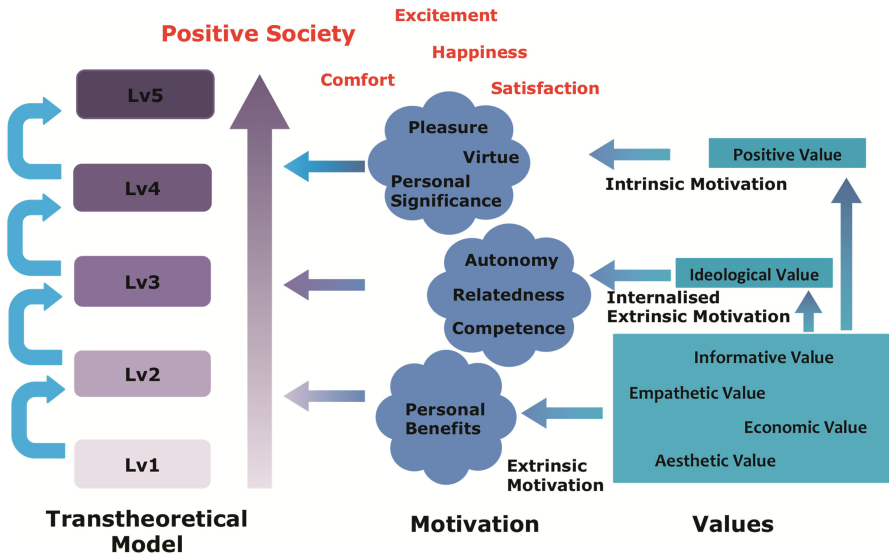 Excitement
Positive Society
Happiness
Comfort
Satisfaction
Lv5
Lv4
Lv3
Lv2
Lv1
Transtheoretical
Model
Pleasure
Virtue
Personal
Significance
Autonomy
Relatedness
Competence
Personal
Benefits
Motivation
Positive Value
Intrinsic Motivation
Ideological Value
Internalised
Extrinsic Motivation
Informative Value
Empathetic Value
Economic Value
Aesthetic Value
Extrinsic
Motivation
Values